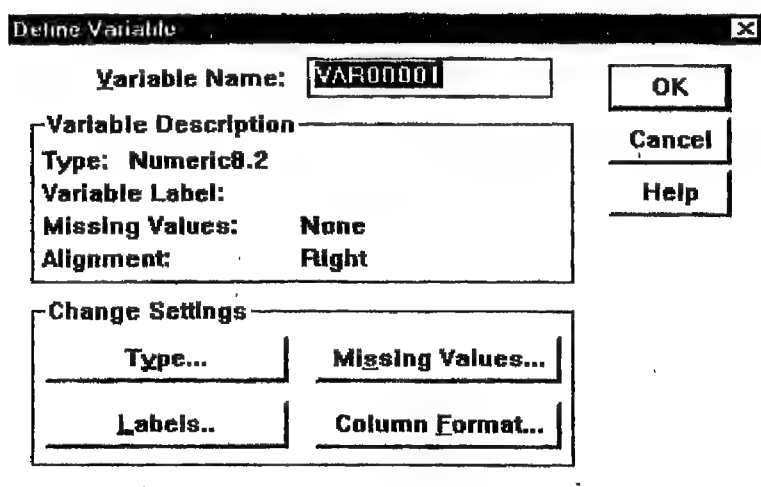 Define Variable
Variable Name: VAR00001
OK
Variable Description
Cancel
Type: Numeric8.2
Variable Label:
Help
Missing Values: None
Alignment: Right
Change Settings
Type... Missing Values...
Labels.. Column Format...